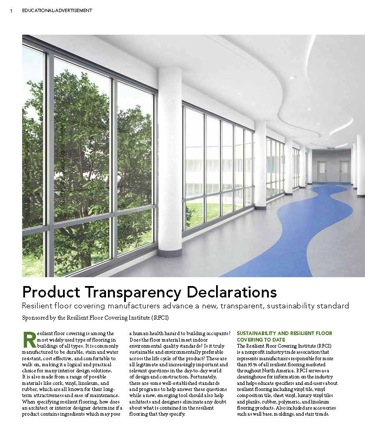 1 EDUCATIONAL-ADVERTISEMENT
Product Transparency Declarations
Resilient floor covering manufacturers advance a new, transparent, sustainability standard
Sponsored by the Resilient Floor Covering Institute (RFCI)
Resilient floor covering is among the
most widely used type of flooring in
buildings of all types. It is commonly
manufactured to be durable, stain and water
resistant, cost effective, and comfortable to
walk on, making it a logical and practical
choice for many interior design solutions.
It is also made from a range of possible
materials like cork, vinyl, linoleum, and
rubber, which are all known for their long-
term attractiveness and ease of maintenance.
When specifying resilient flooring, how does
an architect or interior designer determine if a
product contains ingredients which may pose
a human health hazard to building occupants?
Does the floor material meet indoor
environmental quality standards? Is it truly
sustainable and environmentally preferable
across the life cycle of the product? These are
all legitimate and increasingly important and
relevant questions in the day-to-day world
of design and construction. Fortunately,
there are some well-established standards
and programs to help answer these questions
while a new, emerging tool should also help
architects and designers eliminate any doubt
about what is contained in the resilient
flooring that they specify.
SUSTAINABILITY AND RESILIENT FLOOR
COVERING TO DATE
The Resilient Floor Covering Institute (RFCI)
is a nonprofit industry trade association that
represents manufacturers responsible for more
than 95% of all resilient flooring marketed
throughout North America. RFCI serves as a
clearinghouse for information on the industry
and helps educate specifiers and end-users about
resilient flooring including vinyl tile, vinyl
composition tile, sheet vinyl, luxury vinyl tiles
and planks, rubber, polymeric, and linoleum
flooring products. Also included are accessories
such as wall base, moldings, and stair treads.